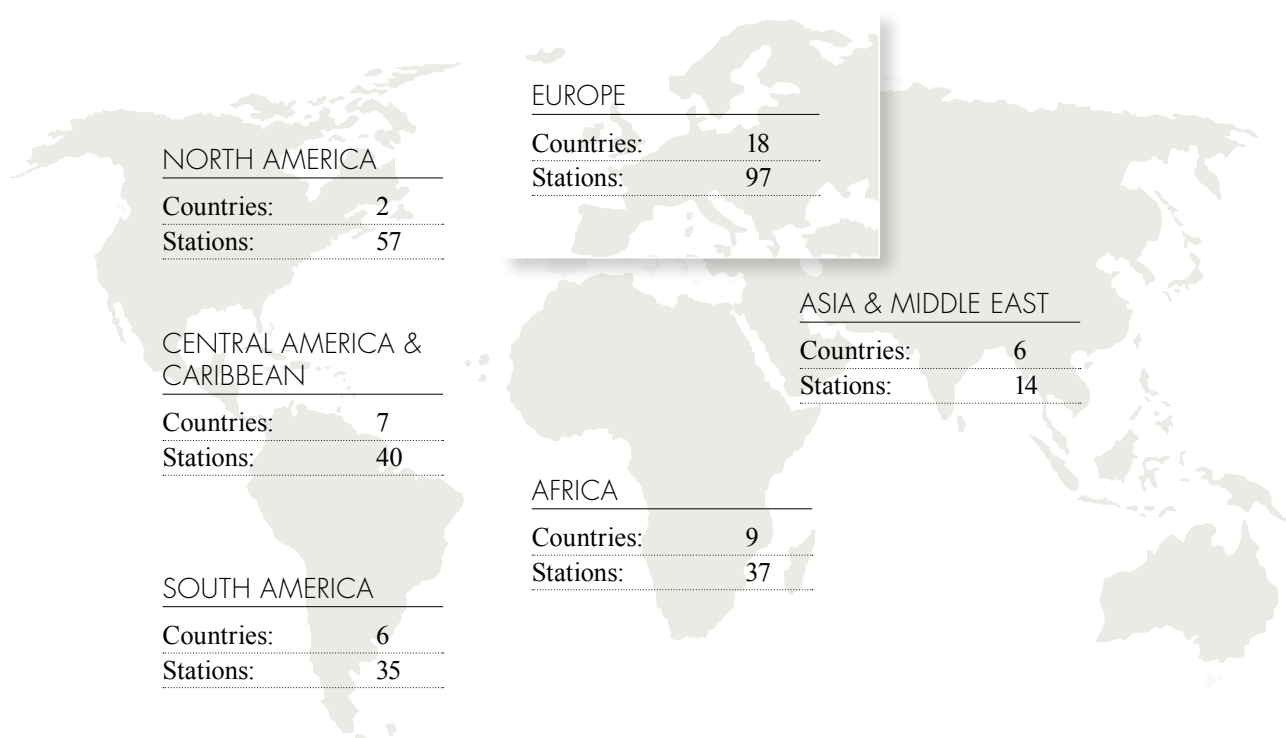 NORTH AMERICA
Countries: 2
Stations: 57
CENTRAL AMERICA &
CARIBBEAN
Countries: 7
Stations: 40
SOUTH AMERICA
Countries: 6
Stations: 35
EUROPE
Countries: 18
Stations: 97
AFRICA
Countries: 9
Stations: 37
ASIA & MIDDLE EAST
Countries: 6
Stations: 14